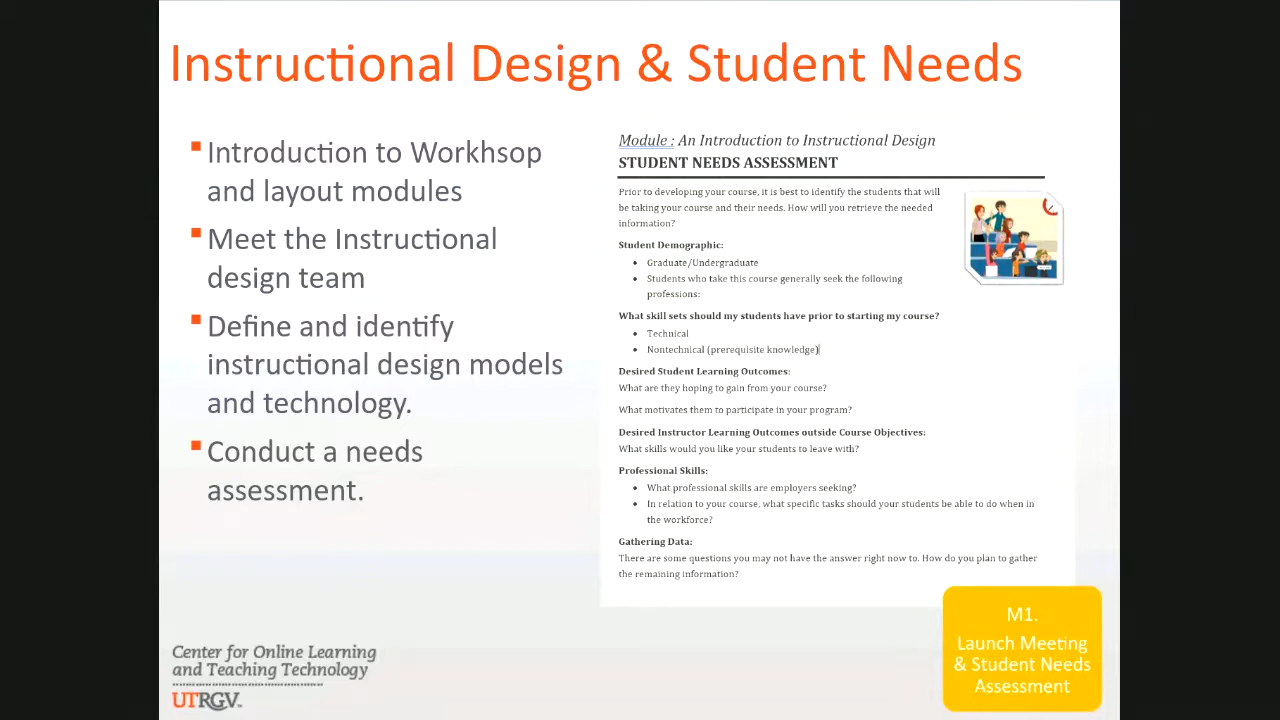 Instructional Design & Student Needs
Introduction to Workhsop
and layout modules
Meet the Instructional
design team
Define and identify
instructional design models
and technology.
Conduct a needs
assessment.
Module : An Introduction to Instructional Design
STUDENT NEEDS ASSESSMENT
Prior to developing your course, it is best to identify the students that will
be taking your course and their needs. How will you retrieve the needed
information?
Student Demographic:
Graduate/Undergraduate
Students who take this course generally seek the following
professions:
What skill sets should my students have prior to starting my course?
Technical
Nontechnical (prerequisite knowledge)
Desired Student Learning Outcomes:
What are they hoping to gain from your course?
What motivates them to participate in your program?
Desired Instructor Learning Outcomes outside Course Objectives:
What skills would you like your students to leave with?
Professional Skills:
What professional skills are employers seeking?
In relation to your course, what specific tasks should your students be able to do when in
the workforce?
Gathering Data:
There are some questions you may not have the answer right now to. How do you plan to gather
the remaining information?
M1.
Launch Meeting
& Student Needs
Assessment
Center for Online Learning
and Teaching Technology
UTRGV